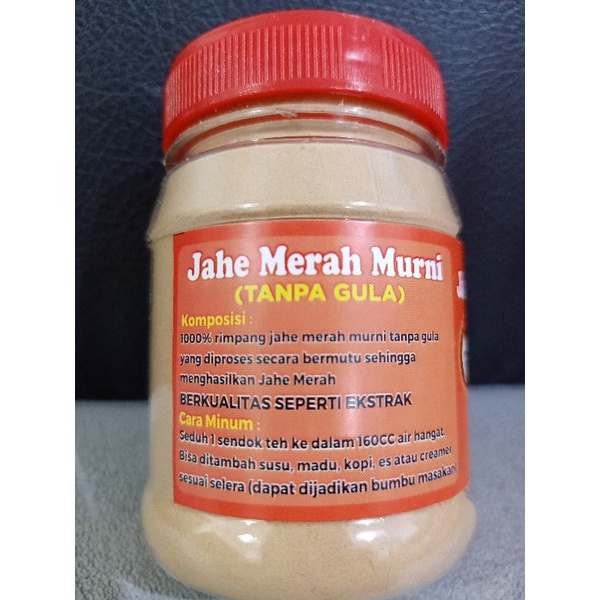 Jahe Merah Murni
(TANPA GULA)
Komposisi :
1000% rimpang jahe merah murni tanpa gula
yang diproses secara bermutu sehingga
menghasilkan Jahe Merah
BERKUALITAS SEPERTI EKSTRAK
Cara Minum :
Seduh 1 sendok teh ke dalam 160CC air hangat.
Bisa ditambah susu, madu, kopi, es atau creamer
sesuai selera (dapat dijadikan bumbu masakan)